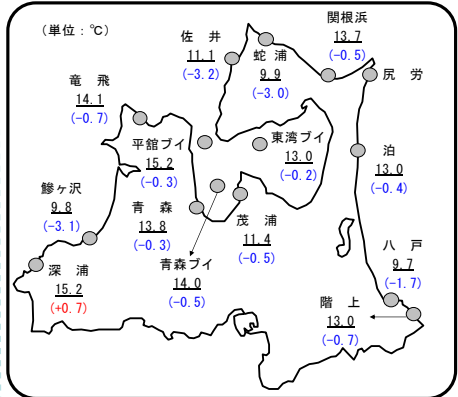 (単位：℃)
関根浜
13.7
(-0.5)
佐井
11.1
(-3.2)
蛇浦
9.9
(-3.0)
尻労
竜飛
14.1
(-0.7)
平舘ブイ
15.2
(-0.3)
東湾ブイ
13.0
(-0.2)
泊
13.0
(-0.4)
鰺ヶ沢
9.8
(-3.1)
青森
13.8
(-0.3)
茂浦
11.4
(-0.5)
八戸
9.7
(-1.7)
深浦
15.2
(+0.7)
青森ブイ
14.0
(-0.5)
階上
13.0
(-0.7)